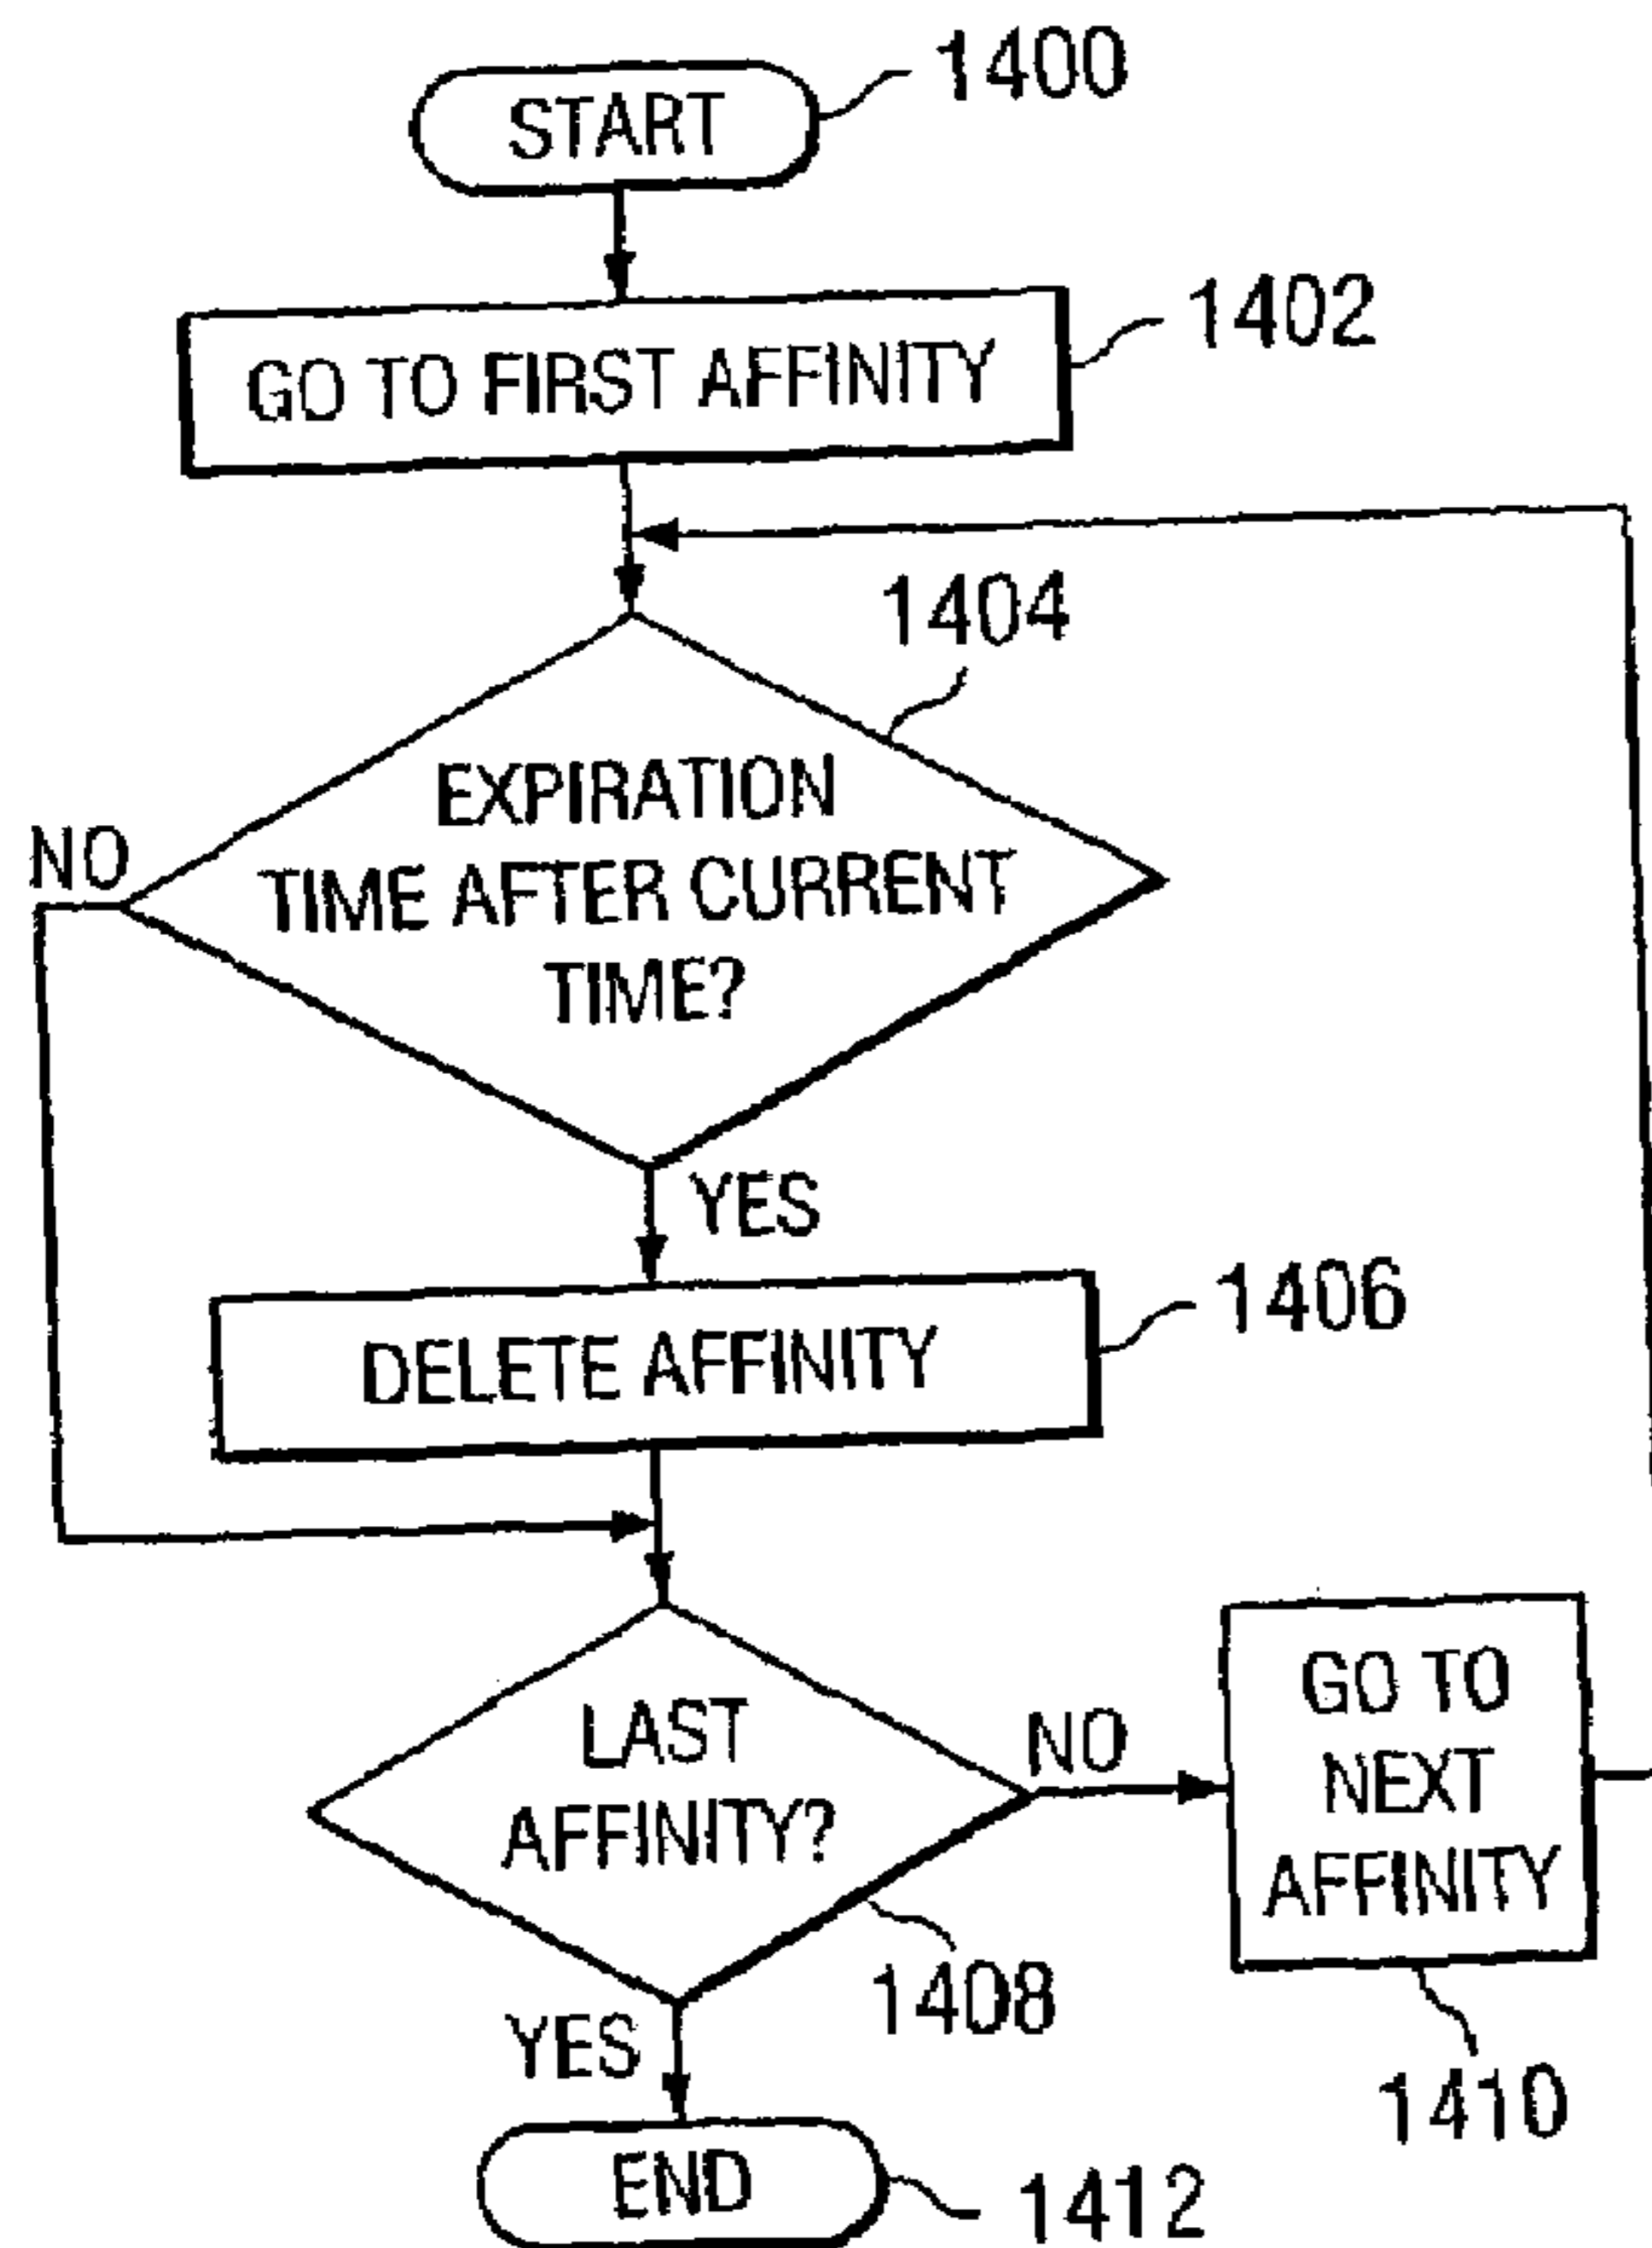 START
1400
GO TO FIRST AFFINITY
1402
1404
EXPIRATION
TIME AFTER CURRENT
TIME?
NO
YES
DELETE AFFINITY
1406
LAST
AFFINITY?
NO
GO TO
NEXT
AFFINITY
1408
YES
1410
END
1412